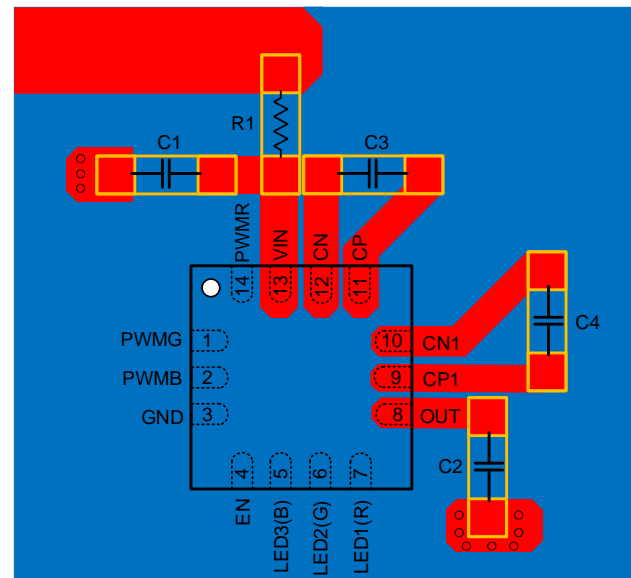 R1
C1
C3
PWMR
VIN
CN
CP
14
13
12
11
PWMG
1
10
CN1
C4
PWMB
2
9
CP1
GND
3
8
OUT
C2
4
5
6
7
EN
LED3(B)
LED2(G)
LED1(R)